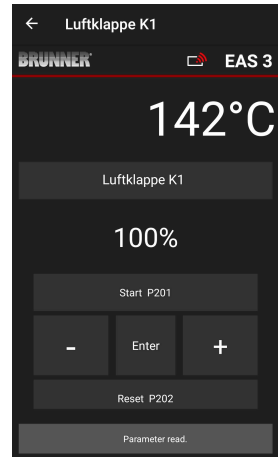 ← Luftklappe K1
BRUNNER® EAS 3
142°C
Luftklappe K1
100%
Start P201
- Enter +
Reset P202
Parameter read.